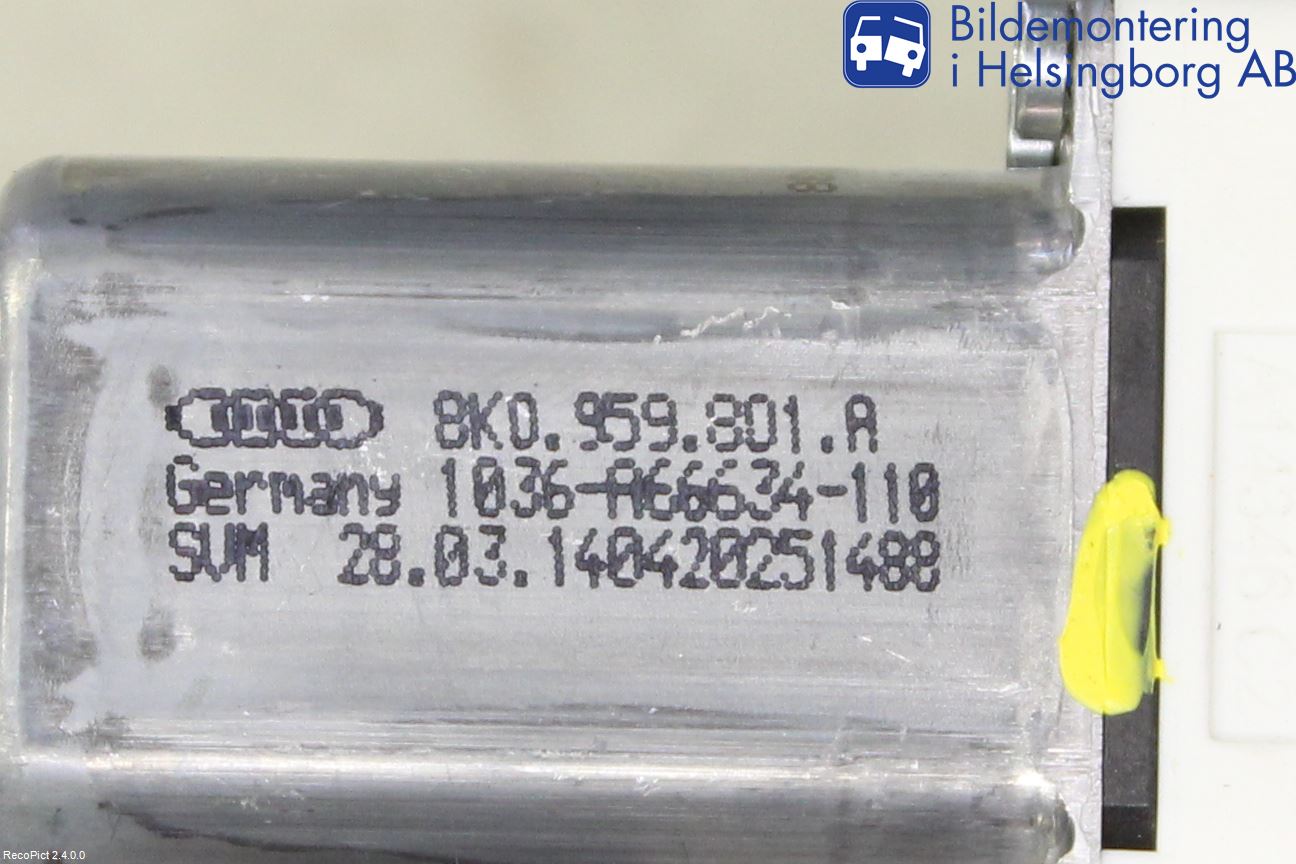 Bildemontering
i Helsingborg AB
8K0.959.801.A
Germany 1036-A66634-110
SWM 28.03.140420251488
RecoPict 2.4.0.0